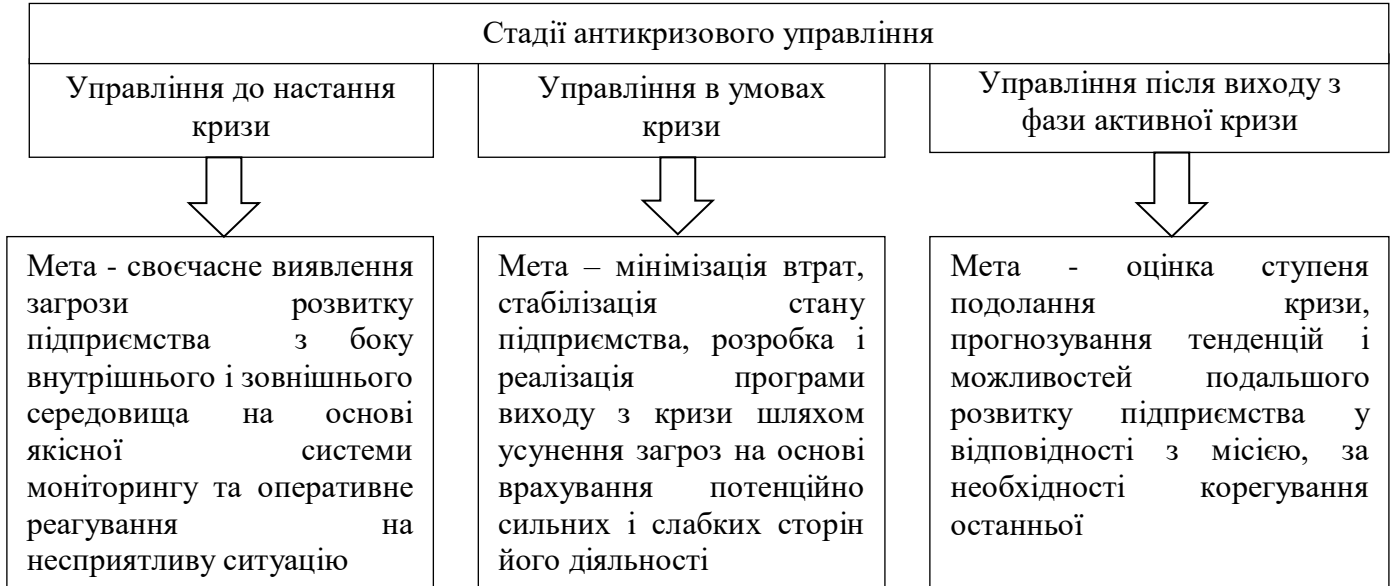 Стадії антикризового управління
Управління до настання
кризи
Управління в умовах
кризи
Управління після виходу з
фази активної кризи
Мета - своєчасне виявлення
загрози розвитку
підприємства з боку
внутрішнього і зовнішнього
середовища на основі
якісної системи
моніторингу та оперативне
реагування на
несприятливу ситуацію
Мета – мінімізація втрат,
стабілізація стану
підприємства, розробка і
реалізація програми
виходу з кризи шляхом
усунення загроз на основі
врахування потенційно
сильних і слабких сторін
його діяльності
Мета - оцінка ступеня
подолання кризи,
прогнозування тенденцій і
можливостей подальшого
розвитку підприємства у
відповідності з місією, за
необхідності корегування
останньої